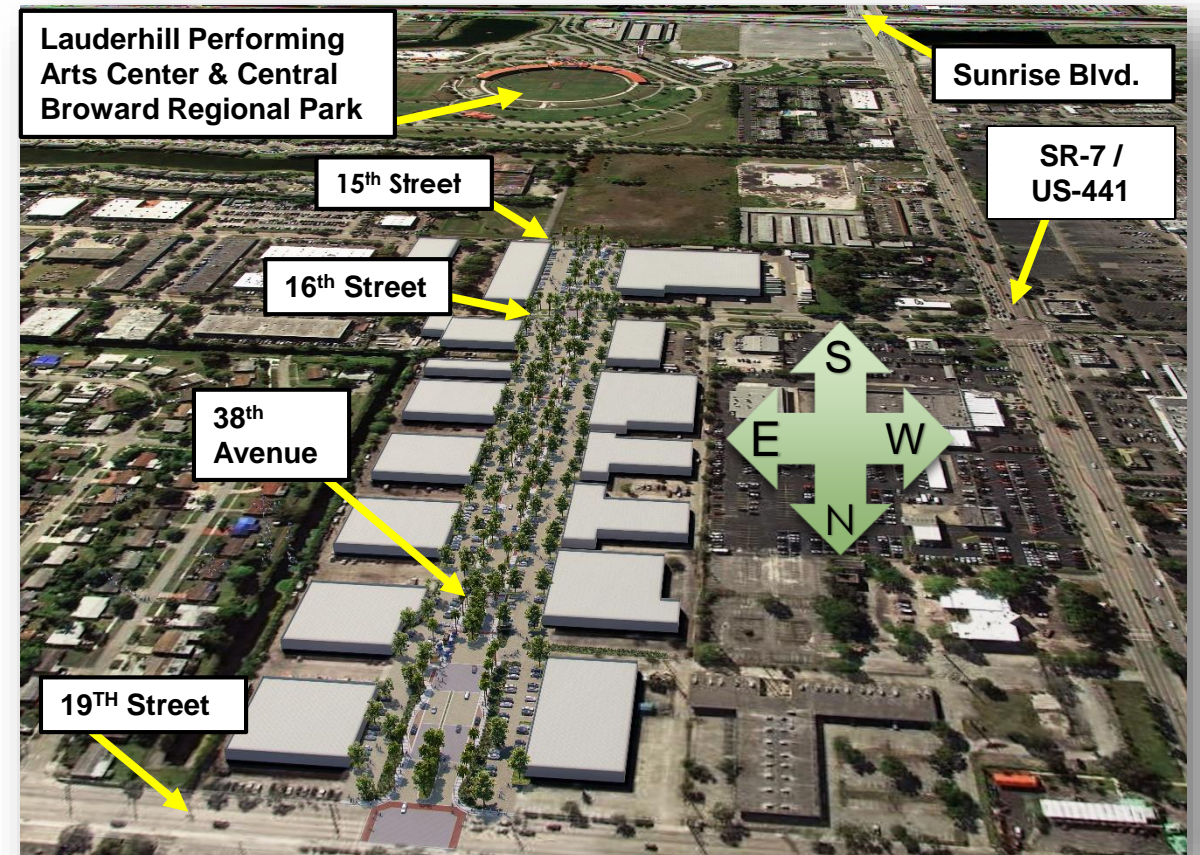 Lauderhill Performing
Arts Center & Central
Broward Regional Park
Sunrise Blvd.
SR-7 /
US-441
15th Street
16th Street
38th
Avenue
19TH Street
S
E
W
N